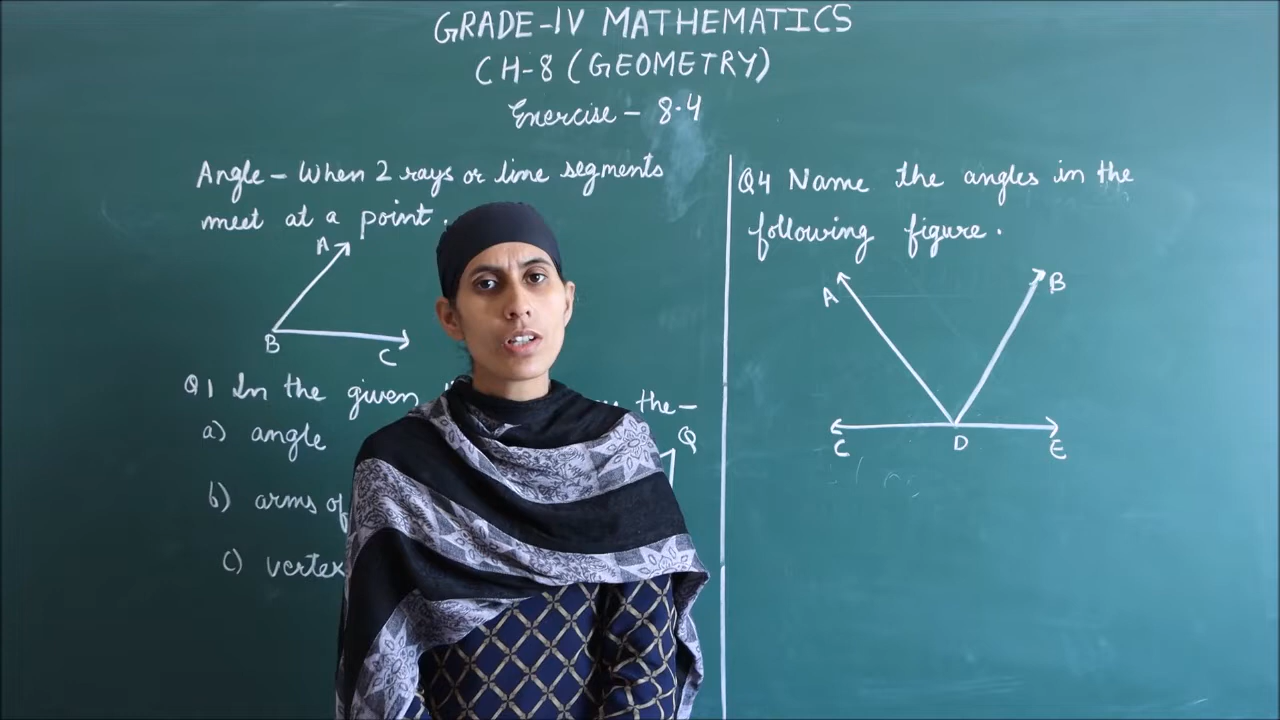 GRADE-IV MATHEMATICS
CH-8 (GEOMETRY)
Exercise - 8.4
Angle - When 2 rays or line segments
meet at a point.
A
B
C
Q1 In the given the-
a) angle
Q
b) arms of
c) vertex
Q4 Name the angles in the
following figure.
A
B
C
D
E